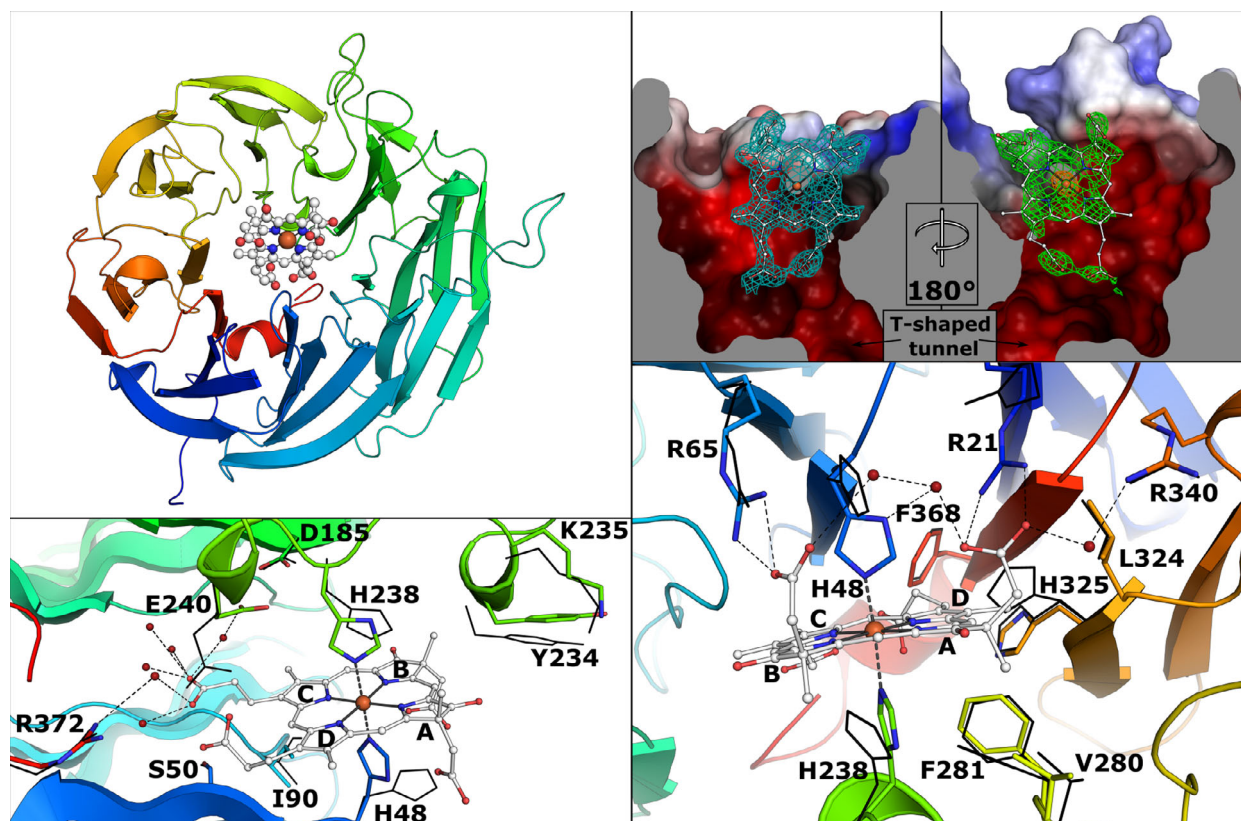 180°
T-shaped
tunnel
D185
K235
E240
H238
Y234
B
C
R372
D
A
S50
I90
H48
R65
R21
R340
F368
L324
H48
H325
C
D
A
B
H238
F281
V280